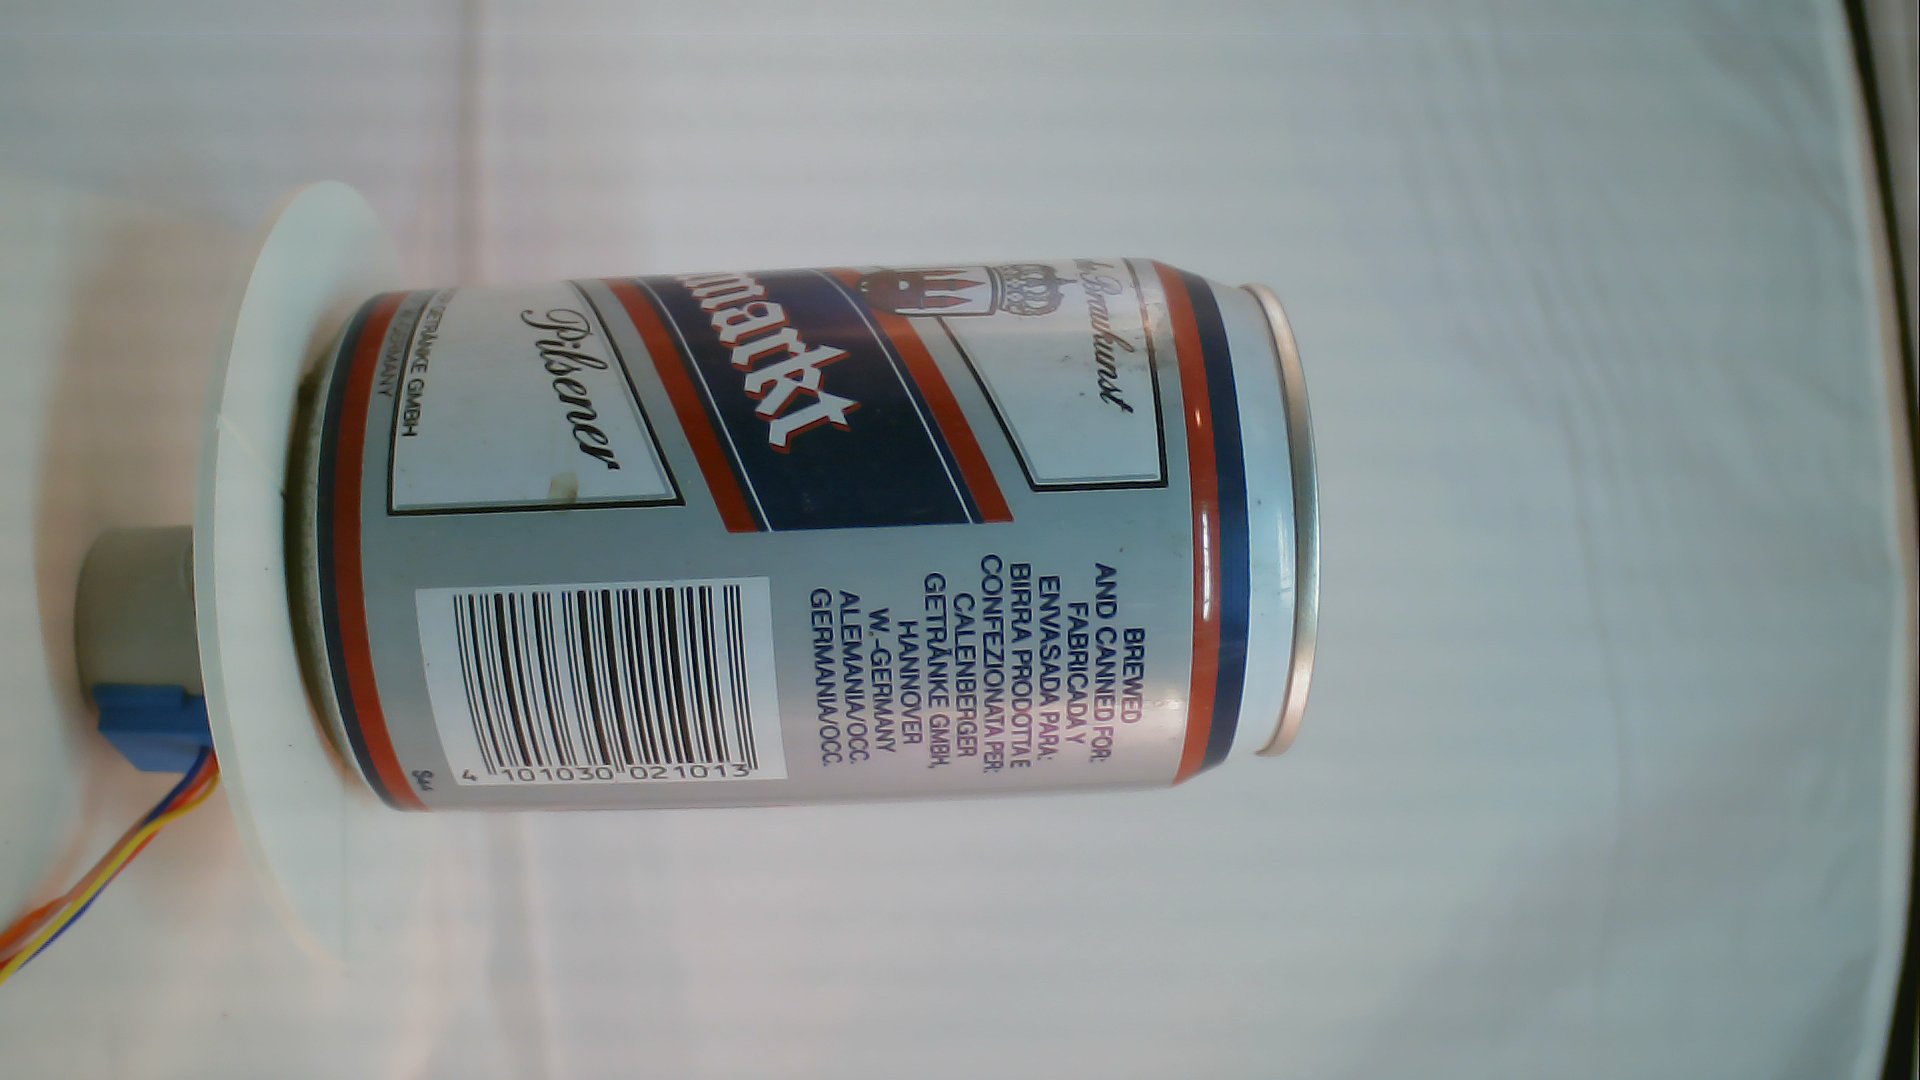 Braukunst
markt
Pilsener
GETRÄNKE GMBH
GERMANY
BREWED
AND CANNED FOR:
FABRICADA Y
ENVASADA PARA:
BIRRA PRODOTTA E
CONFEZIONATA PER:
CALENBERGER
GETRÄNKE GMBH,
HANNOVER
W.-GERMANY
ALEMANIA/OCC.
GERMANIA/OCC.
4 101030 021013